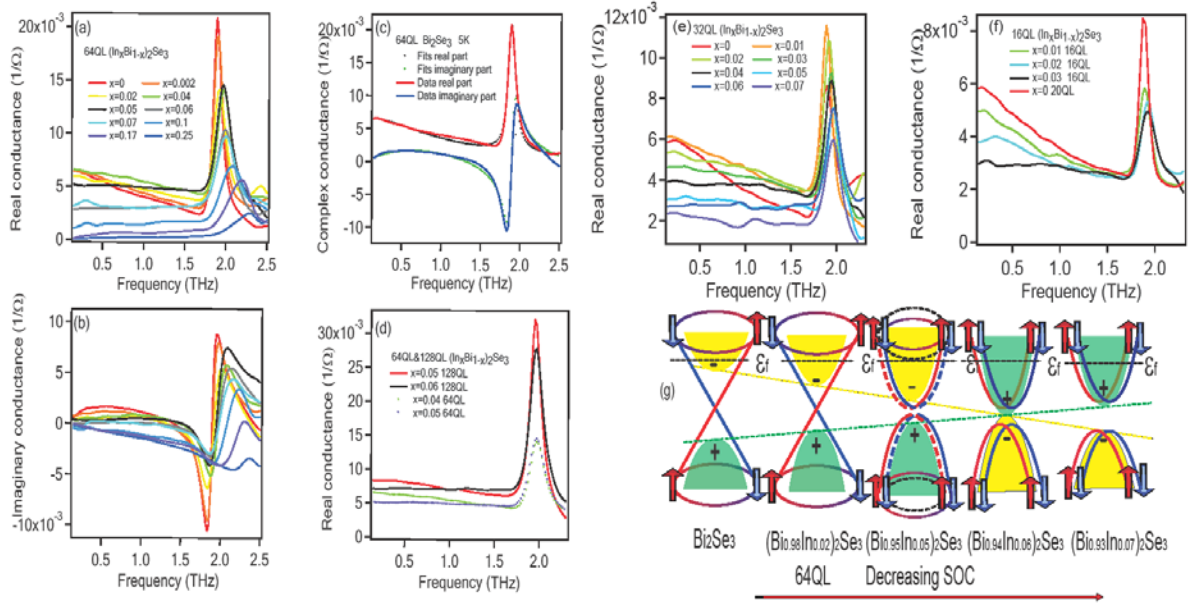 (a)
64QL (InxBi1-x)2Se3
x=0 x=0.002
x=0.02 x=0.04
x=0.05 x=0.06
x=0.07 x=0.1
x=0.17 x=0.25
Real conductance (1/Ω)
20x10⁻³
15
10
5
0
0.5 1.0 1.5 2.0 2.5
Frequency (THz)
(b)
-Imaginary conductance (1/Ω)
10
5
0
-5
-10x10⁻³
0.5 1.0 1.5 2.0 2.5
Frequency (THz)
(c)
64QL Bi2Se3 5K
Fits real part
Fits imaginary part
Data real part
Data imaginary part
Complex conductance (1/Ω)
20x10⁻³
15
10
5
0
-5
-10
0.5 1.0 1.5 2.0 2.5
Frequency (THz)
(d)
64QL&128QL (InxBi1-x)2Se3
x=0.05 128QL
x=0.06 128QL
x=0.04 64QL
x=0.05 64QL
Real conductance (1/Ω)
30x10⁻³
25
20
15
10
5
0
0.5 1.0 1.5 2.0 2.5
Frequency (THz)
(e)
32QL (InxBi1-x)2Se3
x=0 x=0.01
x=0.02 x=0.03
x=0.04 x=0.05
x=0.06 x=0.07
Real conductance (1/Ω)
12x10⁻³
10
8
6
4
2
0.5 1.0 1.5 2.0
Frequency (THz)
(f)
16QL (InxBi1-x)2Se3
x=0.01 16QL
x=0.02 16QL
x=0.03 16QL
x=0 20QL
Real conductance (1/Ω)
8x10⁻³
6
4
2
0
0.5 1.0 1.5 2.0
Frequency (THz)
(g)
εf εf εf εf εf
- - - + +
+ + + - -
Bi2Se3 (Bi0.98In0.02)2Se3 (Bi0.95In0.05)2Se3 (Bi0.94In0.06)2Se3 (Bi0.93In0.07)2Se3
64QL Decreasing SOC